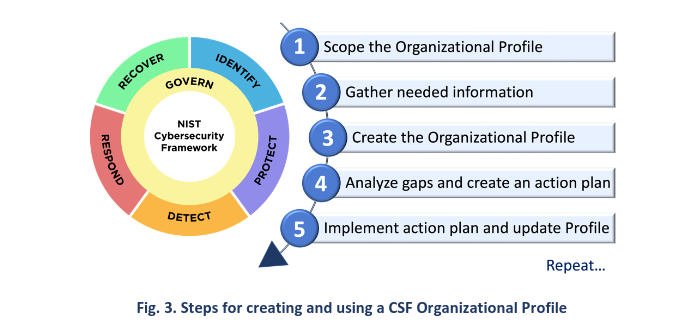 RECOVER
IDENTIFY
GOVERN
NIST
Cybersecurity
Framework
RESPOND
PROTECT
DETECT
1 Scope the Organizational Profile
2 Gather needed information
3 Create the Organizational Profile
4 Analyze gaps and create an action plan
5 Implement action plan and update Profile
Repeat...
Fig. 3. Steps for creating and using a CSF Organizational Profile